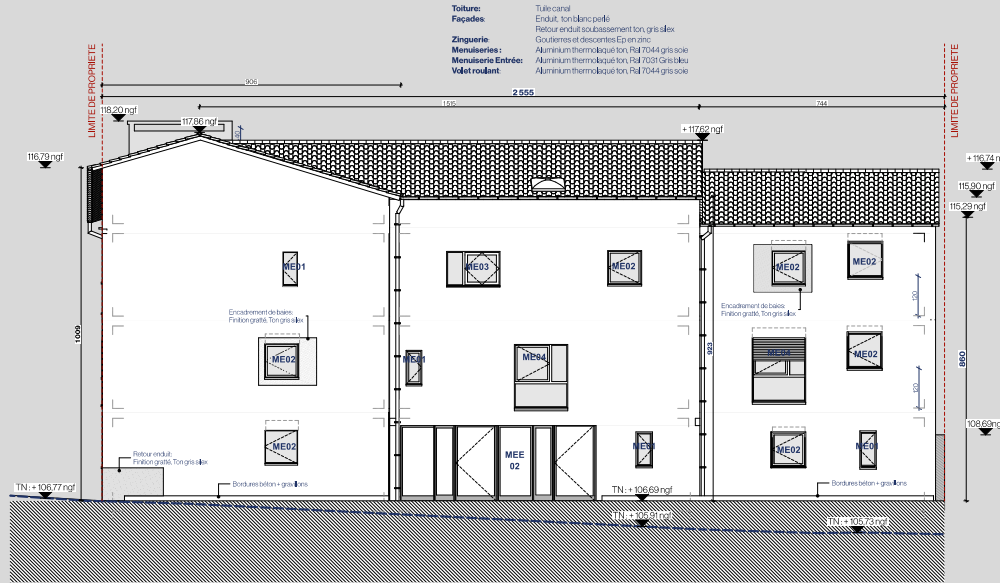 Toiture: Tuile canal
Façades: Enduit, ton blanc perlé
Retour enduit soubassement ton, gris silex
Zinguerie: Goutieres et descentes Ep en zinc
Menuiseries: Aluminium thermolaqué ton, Ral 7044 gris soie
Menuiserie Entrée: Aluminium thermolaqué ton, Ral 7031 Gris bleu
Volet roulant: Aluminium thermolaqué ton, Ral 7044 gris soie
LIMITE DE PROPRIETE
LIMITE DE PROPRIETE
906
2 555
1515
744
118,20 ngf
117,86 ngf
40
+ 117,62 ngf
116,79 ngf
+ 116,74 n
115,90 ngf
115,29 ngf
ME01
ME03
ME02
ME02
ME02
120
Encadrement de baies:
Finition gratté, Ton gris silex
Encadrement de baies:
Finition gratté, Ton gris silex
1009
923
860
ME02
ME01
ME04
ME02
120
108,69ng
ME02
MEE
02
ME02
ME01
Retour enduit:
Finition gratté, Ton gris silex
Bordures béton + gravillons
Bordures béton + gravillons
TN : + 106,77 ngf
TN : + 106,69 ngf
TN : + 105,91 ngf
TN : + 105,73 ngf